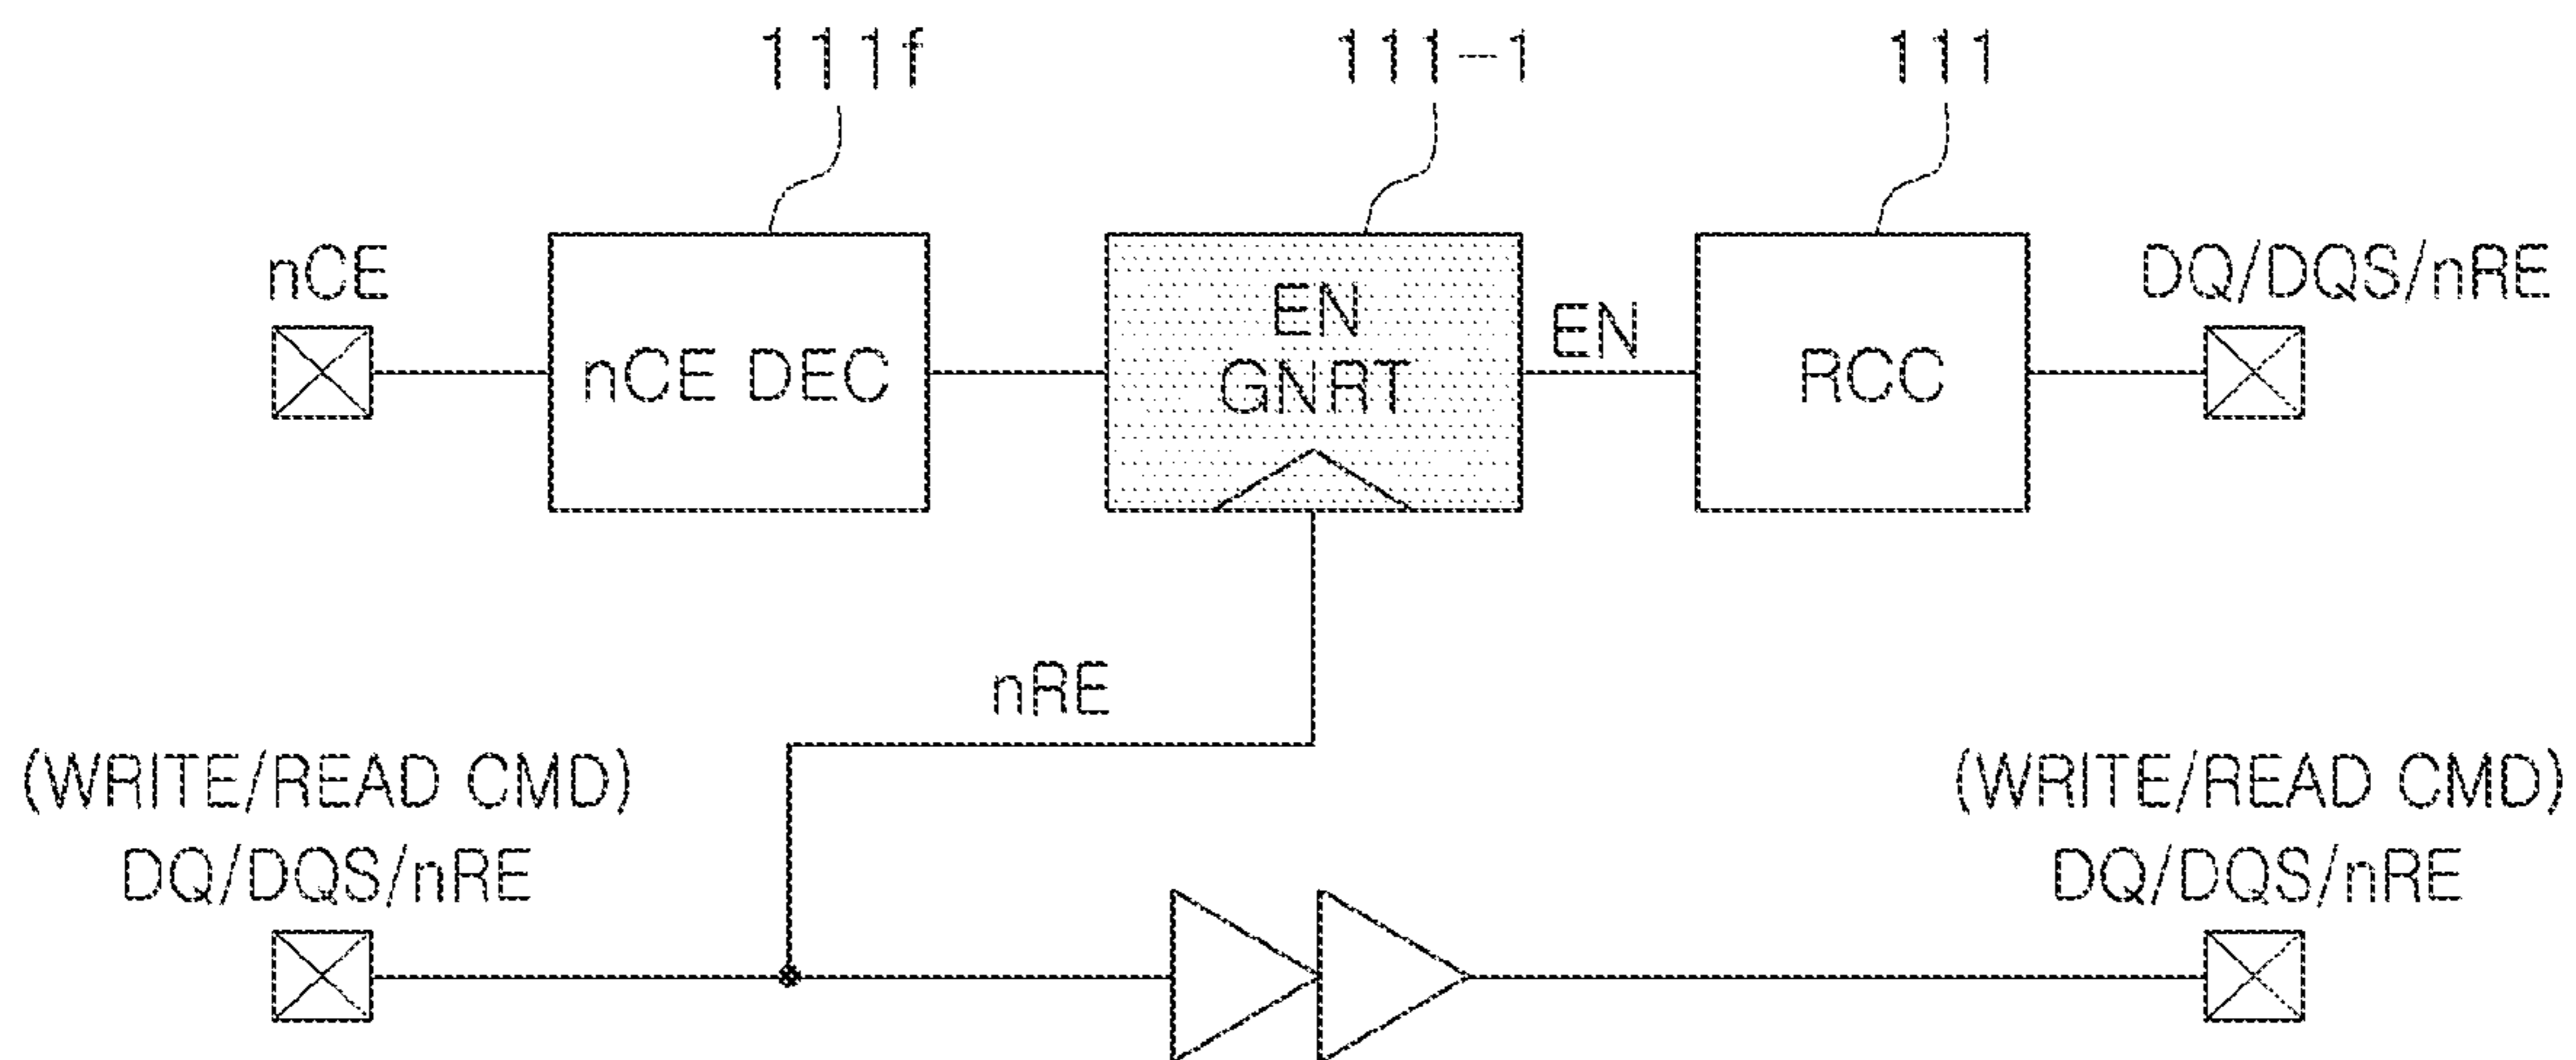 111f
111-1
111
nCE
DQ/DQS/nRE
nCE DEC
EN
GNRT
EN
RCC
nRE
(WRITE/READ CMD)
DQ/DQS/nRE
(WRITE/READ CMD)
DQ/DQS/nRE